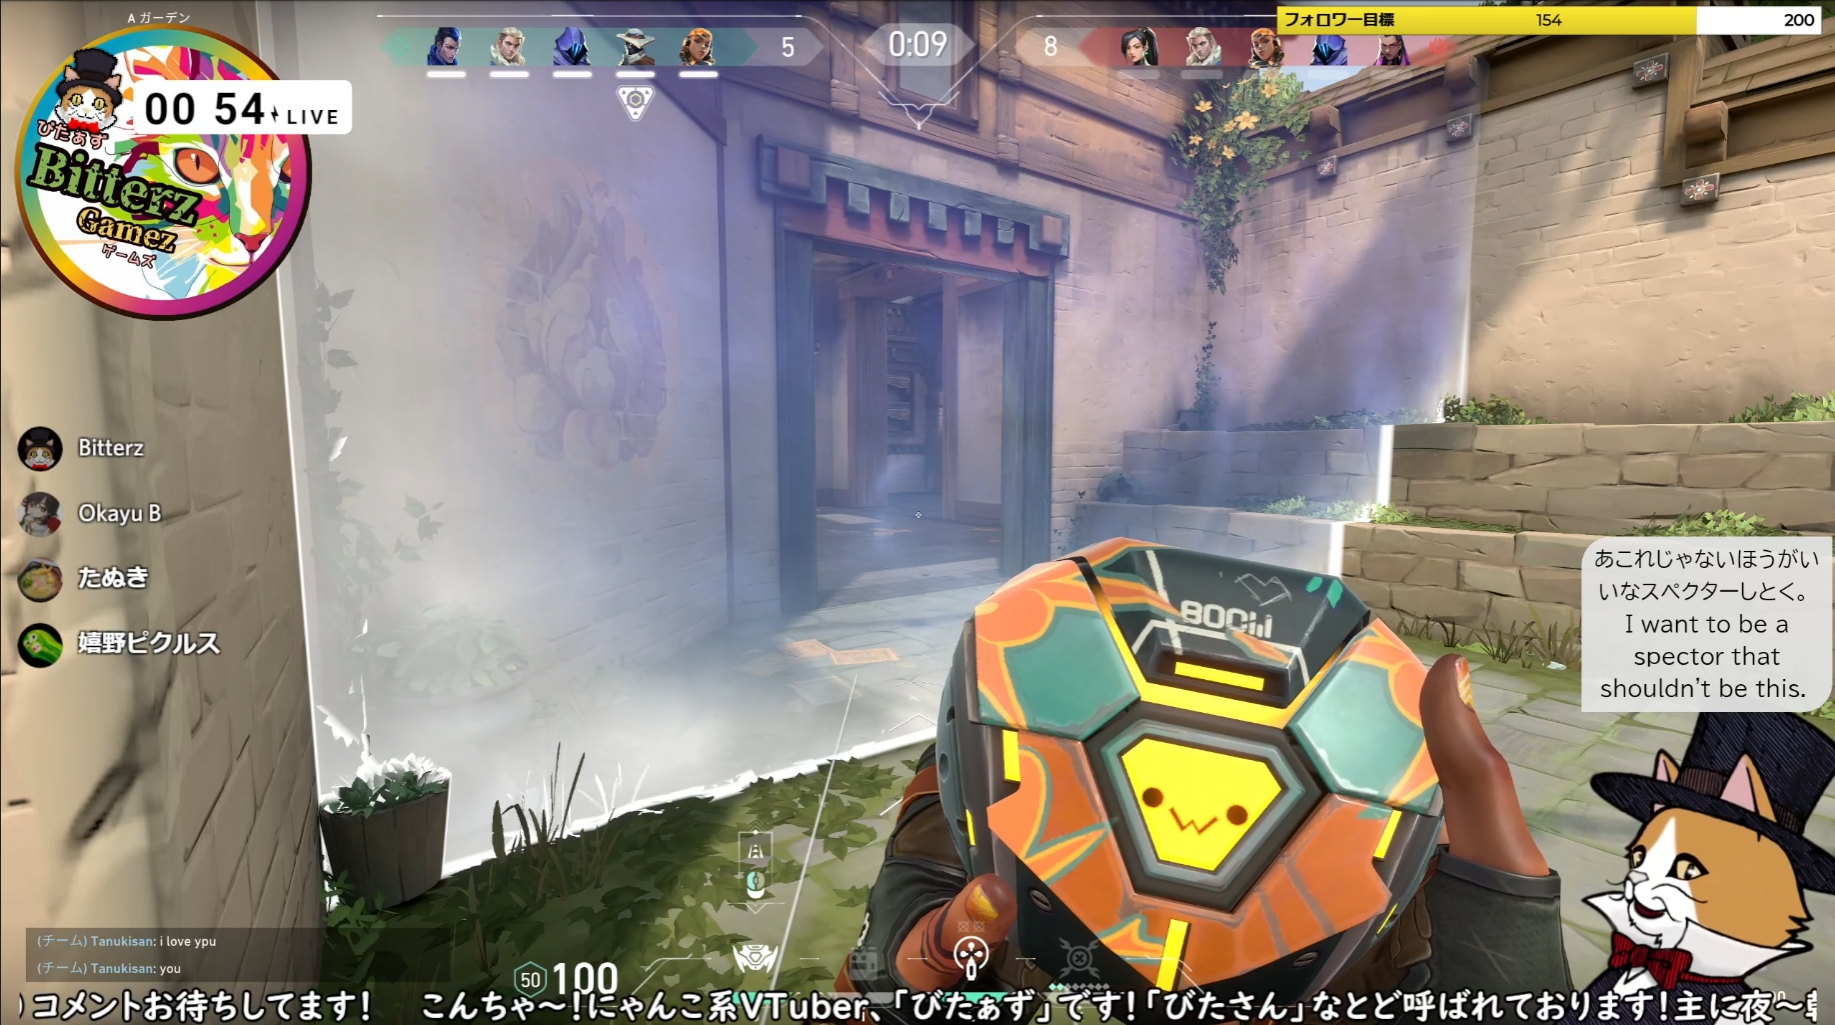 A ガーデン
5
0:09
8
フォロワー目標
154
200
00 54
LIVE
びたぁず
Bitterz
Gamez
ゲームズ
Bitterz
Okayu B
たぬき
嬉野ピクルス
BOOM
あこれじゃないほうがい
いなスペクターしとく。
I want to be a
spector that
shouldn't be this.
(チーム) Tanukisan: i love ypu
(チーム) Tanukisan: you
50 100
コメントお待ちしてます！ こんちゃ～！にゃんこ系VTuber、「びたぁず」です！「びたさん」なとど呼ばれております！主に夜～朝